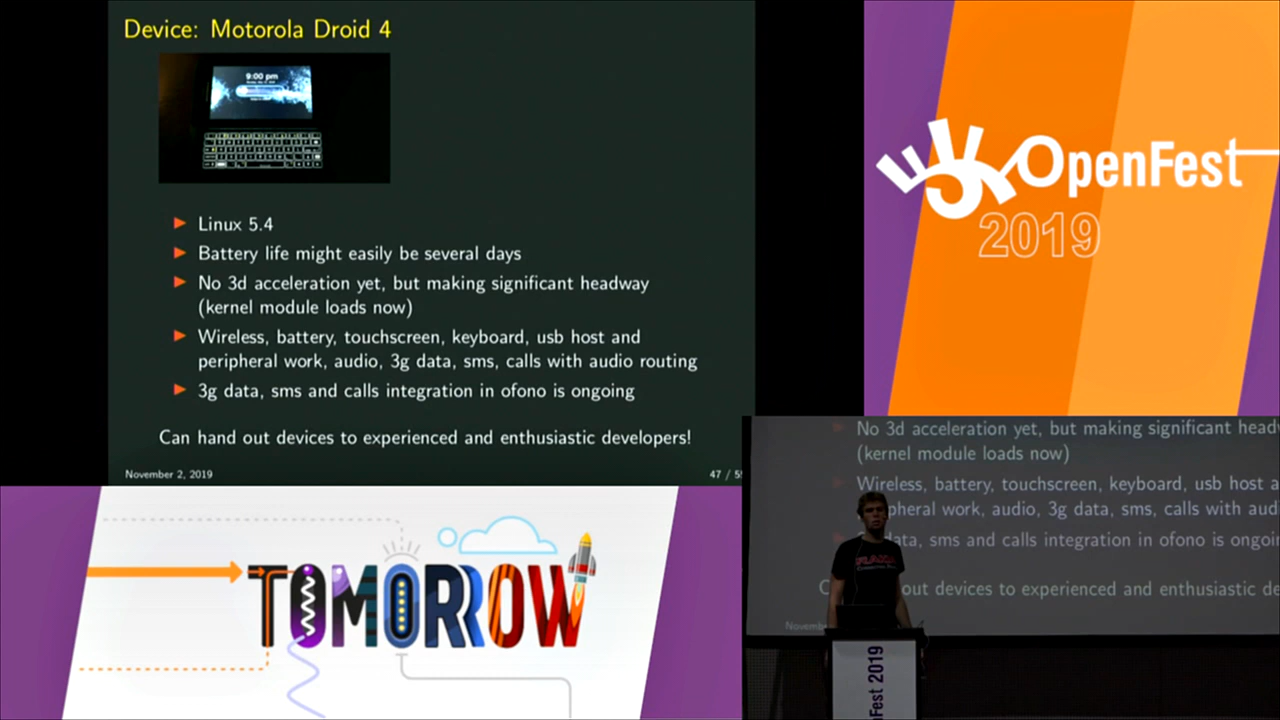 Device: Motorola Droid 4
9:00 pm
Linux 5.4
Battery life might easily be several days
No 3d acceleration yet, but making significant headway
(kernel module loads now)
Wireless, battery, touchscreen, keyboard, usb host and
peripheral work, audio, 3g data, sms, calls with audio routing
3g data, sms and calls integration in ofono is ongoing
Can hand out devices to experienced and enthusiastic developers!
November 2, 2019
47 / 5
OpenFest
2019
TOMORROW
No 3d acceleration yet, but making significant head
(kernel module loads now)
Wireless, battery, touchscreen, keyboard, usb host a
pheral work, audio, 3g data, sms, calls with aud
data, sms and calls integration in ofono is ongoin
out devices to experienced and enthusiastic de
Novemb
nFest 2019